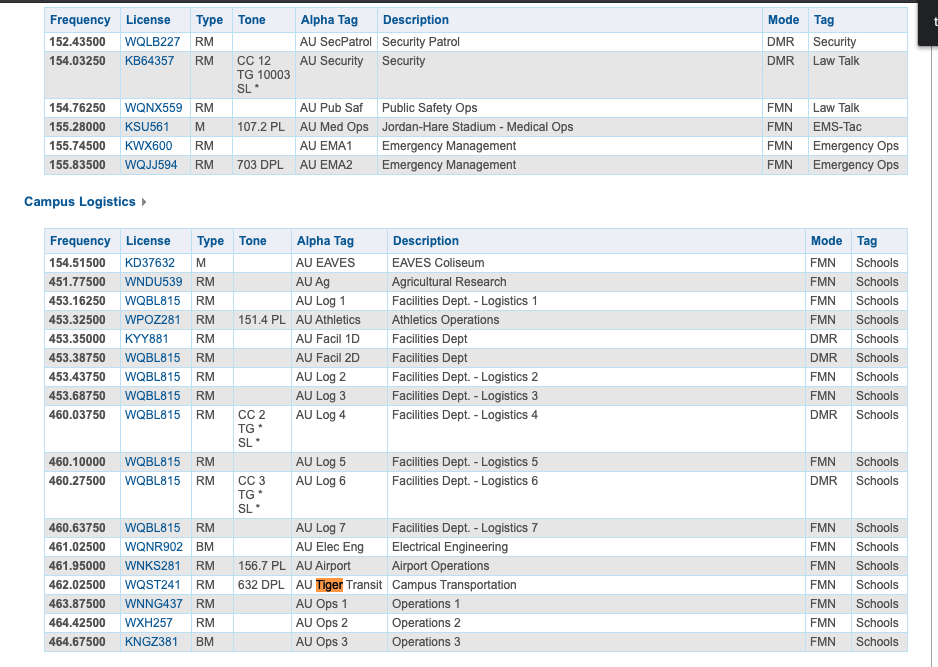 Frequency License Type Tone Alpha Tag Description Mode Tag
152.43500 WQLB227 RM AU SecPatrol Security Patrol DMR Security
154.03250 KB64357 RM CC 12 AU Security Security DMR Law Talk
TG 10003
SL *
154.76250 WQNX559 RM AU Pub Saf Public Safety Ops FMN Law Talk
155.28000 KSU561 M 107.2 PL AU Med Ops Jordan-Hare Stadium - Medical Ops FMN EMS-Tac
155.74500 KWX600 RM AU EMA1 Emergency Management FMN Emergency Ops
155.83500 WQJJ594 RM 703 DPL AU EMA2 Emergency Management FMN Emergency Ops
Campus Logistics
Frequency License Type Tone Alpha Tag Description Mode Tag
154.51500 KD37632 M AU EAVES EAVES Coliseum FMN Schools
451.77500 WNDU539 RM AU Ag Agricultural Research FMN Schools
453.16250 WQBL815 RM AU Log 1 Facilities Dept. - Logistics 1 FMN Schools
453.32500 WPOZ281 RM 151.4 PL AU Athletics Athletics Operations FMN Schools
453.35000 KYY881 RM AU Facil 1D Facilities Dept DMR Schools
453.38750 WQBL815 RM AU Facil 2D Facilities Dept DMR Schools
453.43750 WQBL815 RM AU Log 2 Facilities Dept. - Logistics 2 FMN Schools
453.68750 WQBL815 RM AU Log 3 Facilities Dept. - Logistics 3 FMN Schools
460.03750 WQBL815 RM CC 2 AU Log 4 Facilities Dept. - Logistics 4 DMR Schools
TG *
SL *
460.10000 WQBL815 RM AU Log 5 Facilities Dept. - Logistics 5 FMN Schools
460.27500 WQBL815 RM CC 3 AU Log 6 Facilities Dept. - Logistics 6 DMR Schools
TG *
SL *
460.63750 WQBL815 RM AU Log 7 Facilities Dept. - Logistics 7 FMN Schools
461.02500 WQNR902 BM AU Elec Eng Electrical Engineering FMN Schools
461.95000 WNKS281 RM 156.7 PL AU Airport Airport Operations FMN Schools
462.02500 WQST241 RM 632 DPL AU Tiger Transit Campus Transportation FMN Schools
463.87500 WNNG437 RM AU Ops 1 Operations 1 FMN Schools
464.42500 WXH257 RM AU Ops 2 Operations 2 FMN Schools
464.67500 KNGZ381 BM AU Ops 3 Operations 3 FMN Schools